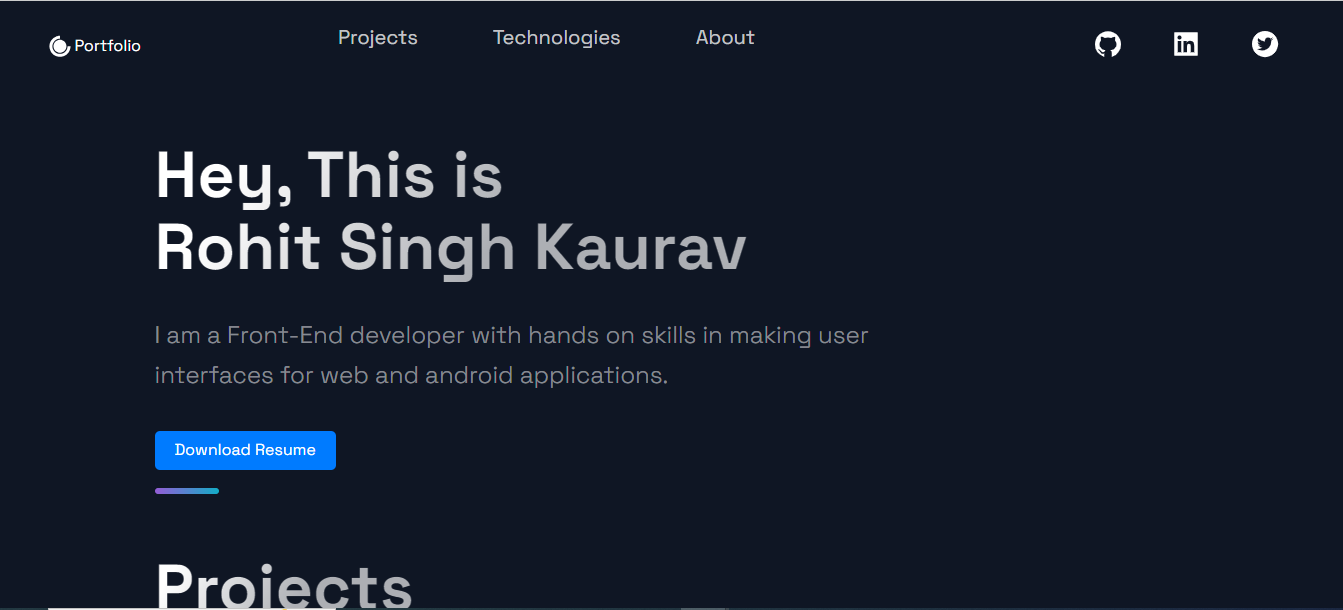 Portfolio
Projects
Technologies
About
in
Hey, This is
Rohit Singh Kaurav
I am a Front-End developer with hands on skills in making user
interfaces for web and android applications.
Download Resume
Projects